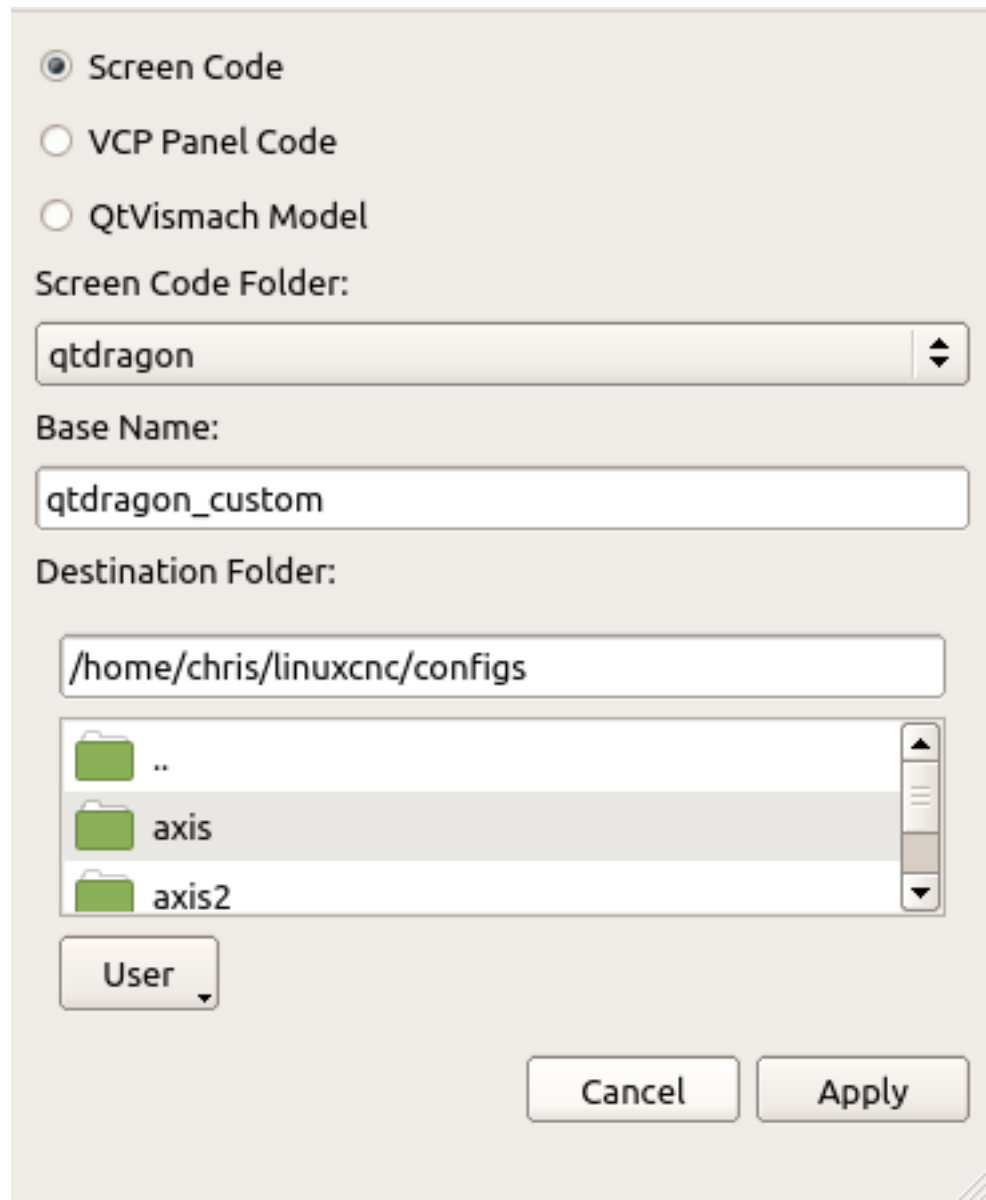 Screen Code
VCP Panel Code
QtVismach Model
Screen Code Folder:
qtdragon
Base Name:
qtdragon_custom
Destination Folder:
/home/chris/linuxcnc/configs
..
axis
axis2
User
Cancel
Apply